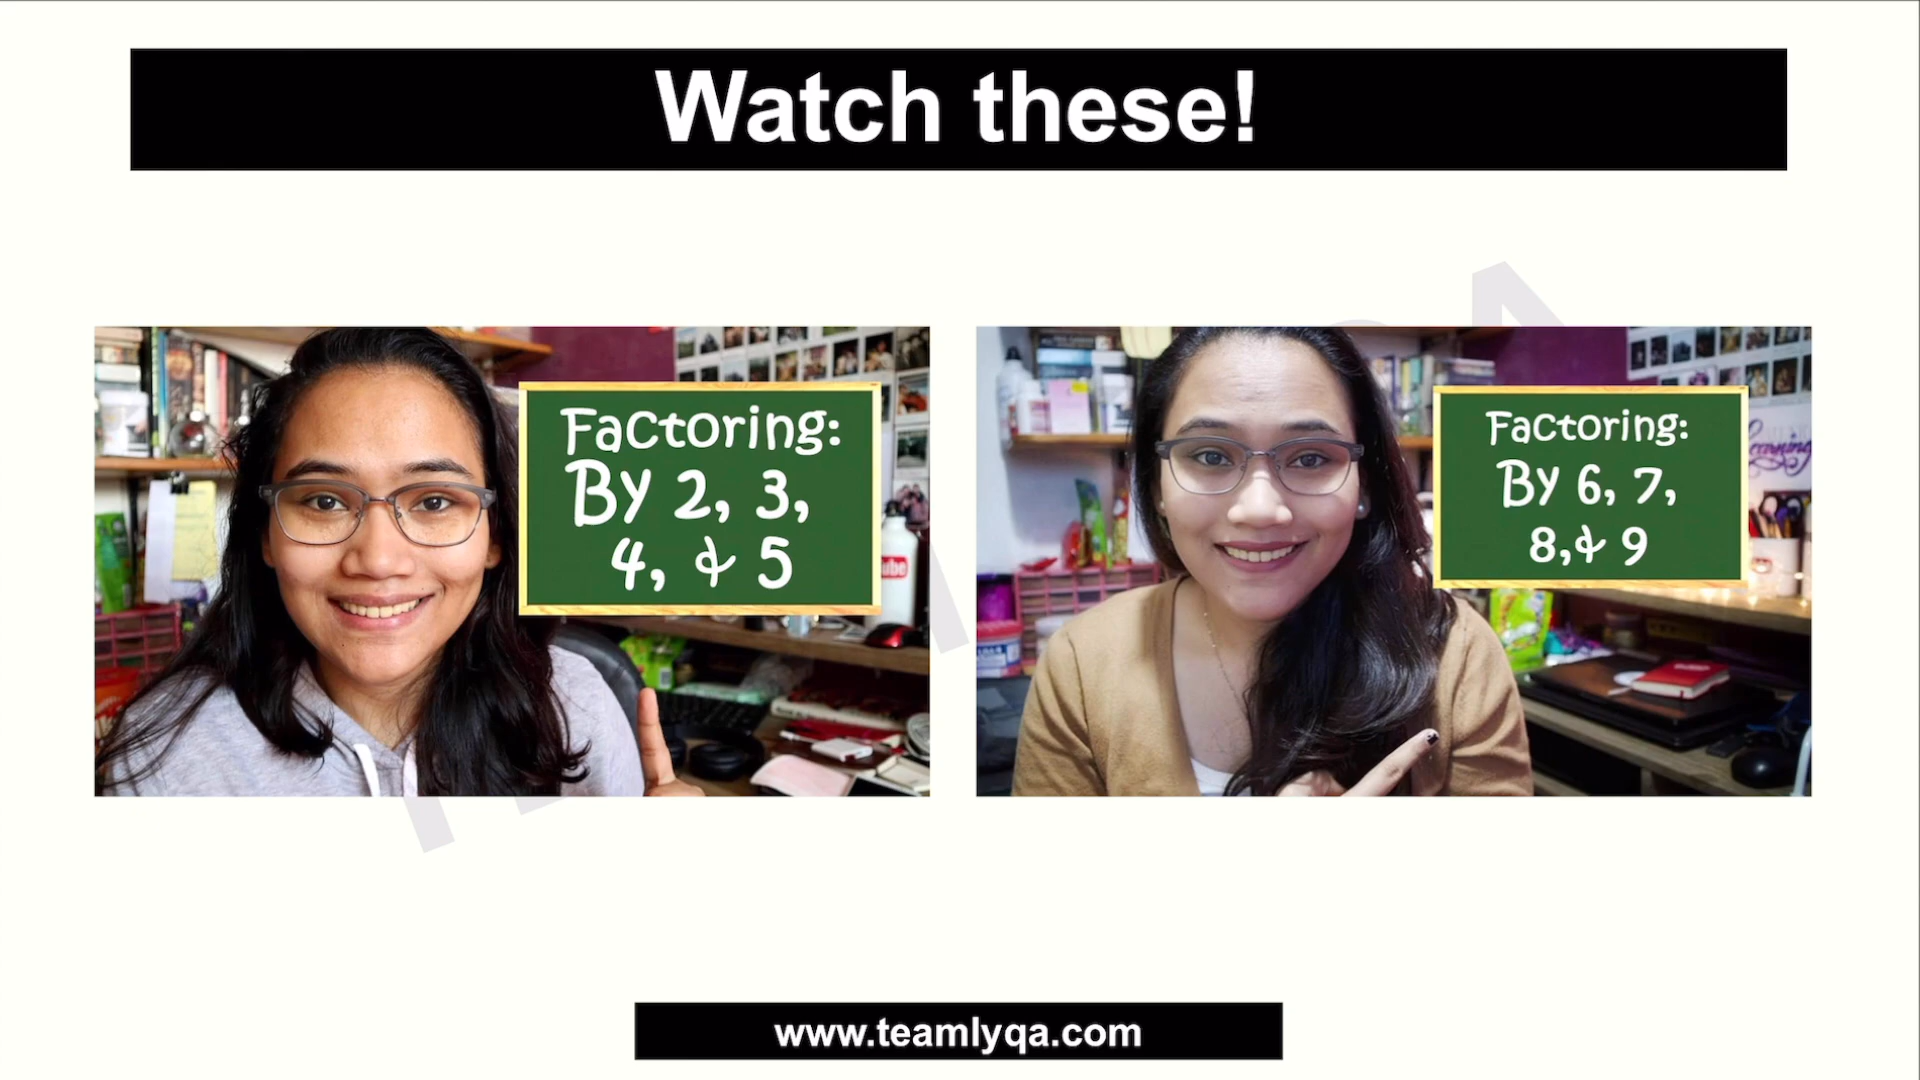 Watch these!
Factoring:
By 2, 3,
4, & 5
Factoring:
By 6, 7,
8,& 9
www.teamlyqa.com